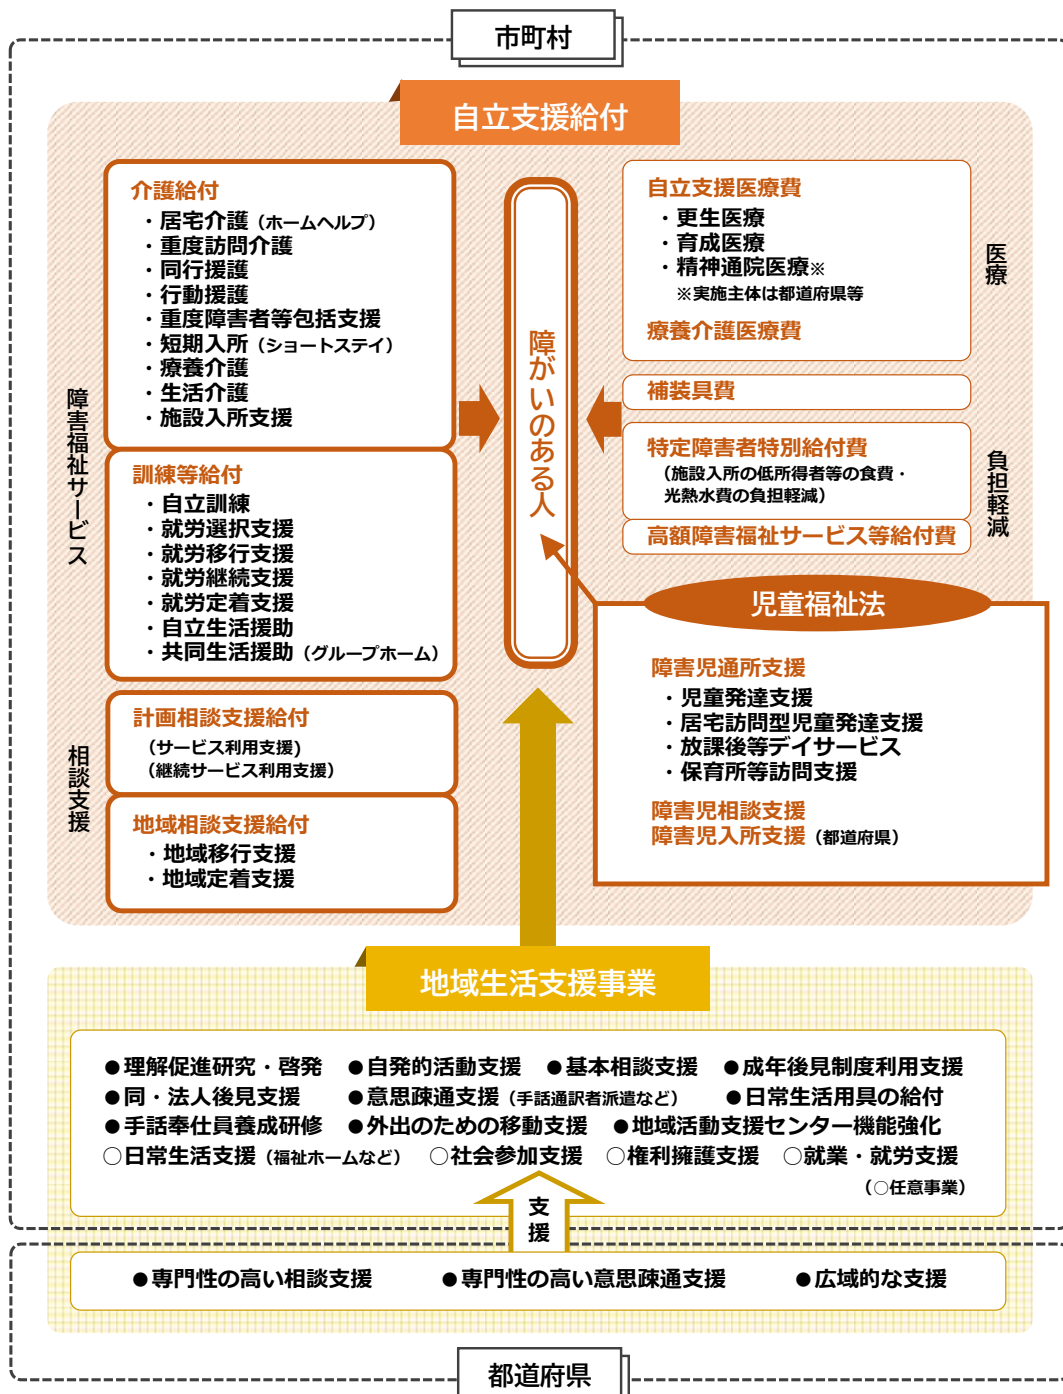 市町村
自立支援給付
障害福祉サービス
介護給付
・居宅介護（ホームヘルプ）
・重度訪問介護
・同行援護
・行動援護
・重度障害者等包括支援
・短期入所（ショートステイ）
・療養介護
・生活介護
・施設入所支援
訓練等給付
・自立訓練
・就労選択支援
・就労移行支援
・就労継続支援
・就労定着支援
・自立生活援助
・共同生活援助（グループホーム）
相談支援
計画相談支援給付
（サービス利用支援)
（継続サービス利用支援）
地域相談支援給付
・地域移行支援
・地域定着支援
障がいのある人
自立支援医療費
・更生医療
・育成医療
・精神通院医療※
※実施主体は都道府県等
療養介護医療費
医療
補装具費
特定障害者特別給付費
（施設入所の低所得者等の食費・
光熱水費の負担軽減）
高額障害福祉サービス等給付費
負担軽減
児童福祉法
障害児通所支援
・児童発達支援
・居宅訪問型児童発達支援
・放課後等デイサービス
・保育所等訪問支援
障害児相談支援
障害児入所支援（都道府県）
地域生活支援事業
●理解促進研究・啓発　●自発的活動支援　●基本相談支援　●成年後見制度利用支援
●同・法人後見支援　●意思疎通支援（手話通訳者派遣など）　●日常生活用具の給付
●手話奉仕員養成研修　●外出のための移動支援　●地域活動支援センター機能強化
○日常生活支援（福祉ホームなど）　○社会参加支援　○権利擁護支援　○就業・就労支援
（○任意事業）
支援
●専門性の高い相談支援　●専門性の高い意思疎通支援　●広域的な支援
都道府県